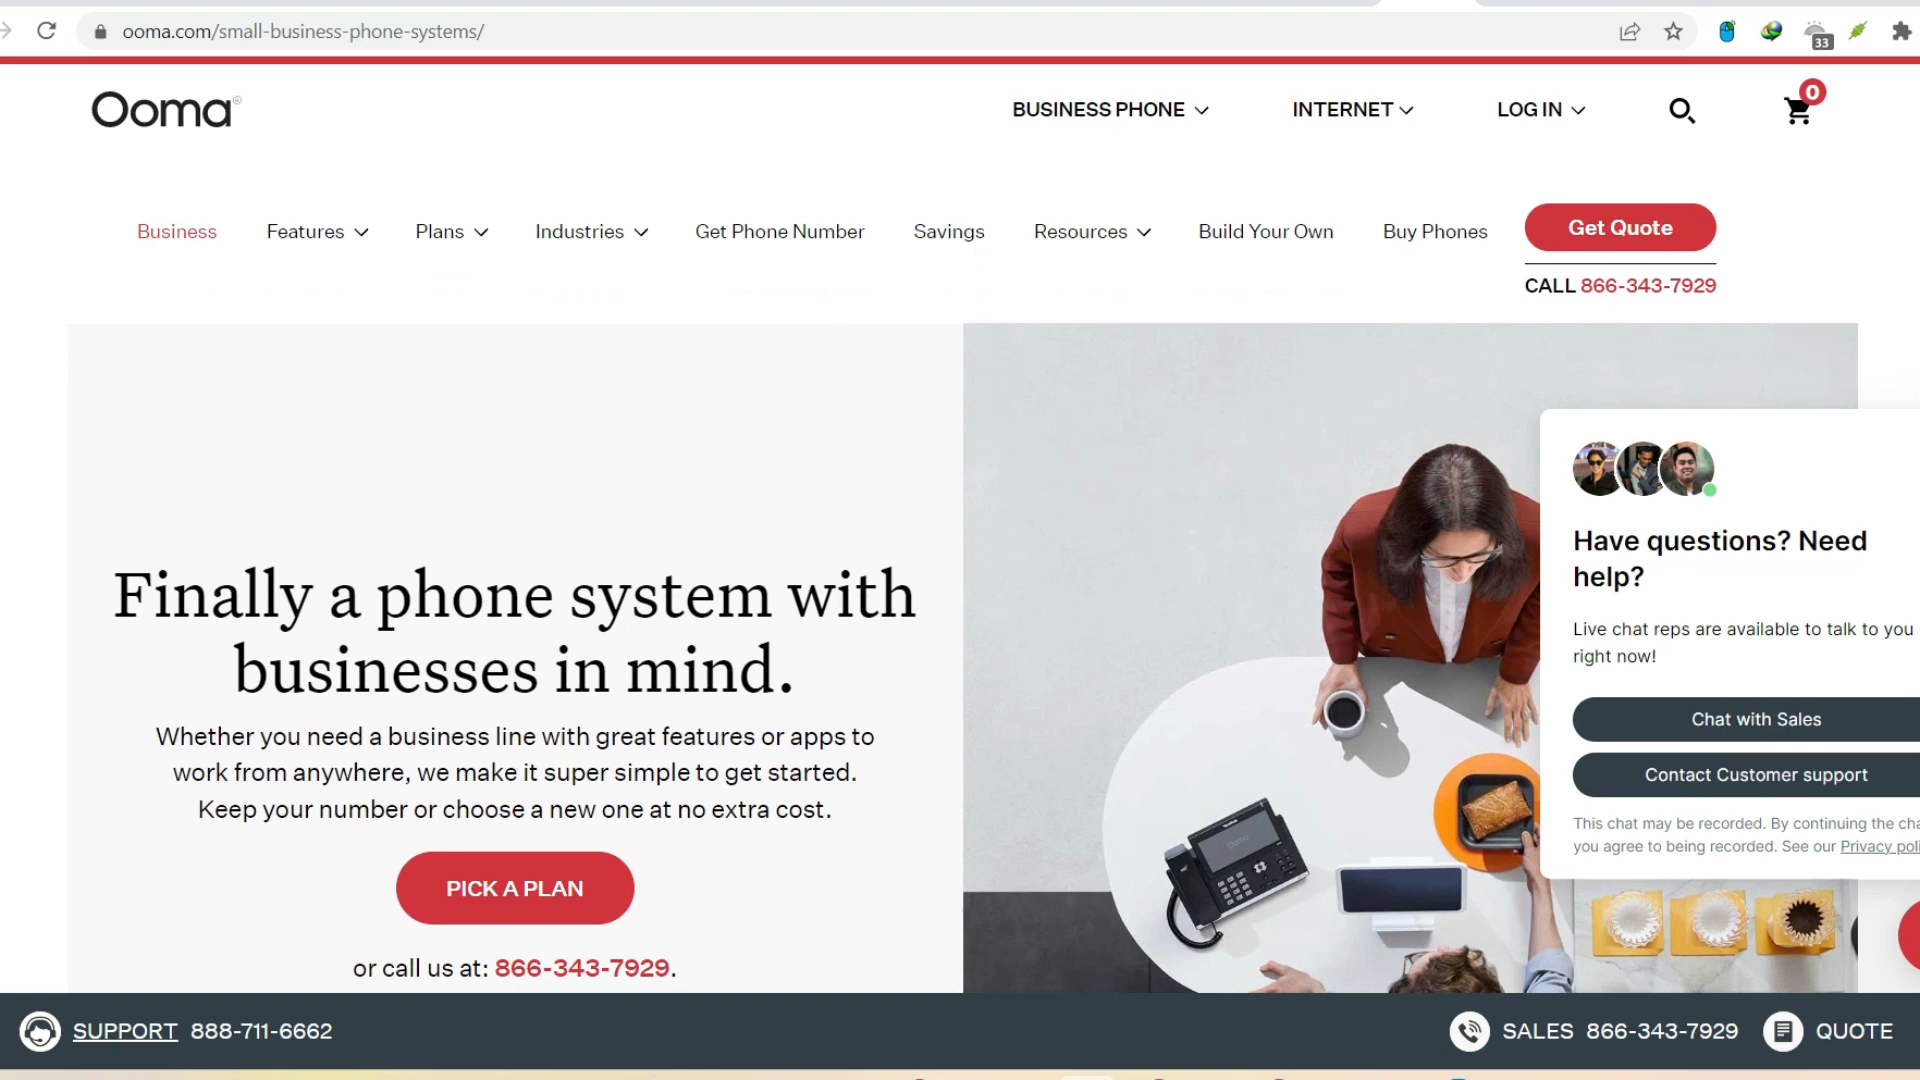 ooma.com/small-business-phone-systems/
33
Ooma®
BUSINESS PHONE
INTERNET
LOG IN
0
Business
Features
Plans
Industries
Get Phone Number
Savings
Resources
Build Your Own
Buy Phones
Get Quote
CALL 866-343-7929
Finally a phone system with
businesses in mind.
Whether you need a business line with great features or apps to
work from anywhere, we make it super simple to get started.
Keep your number or choose a new one at no extra cost.
PICK A PLAN
or call us at: 866-343-7929.
Have questions? Need
help?
Live chat reps are available to talk to you
right now!
Chat with Sales
Contact Customer support
This chat may be recorded. By continuing the cha
you agree to being recorded. See our Privacy poli
SUPPORT 888-711-6662
SALES 866-343-7929
QUOTE